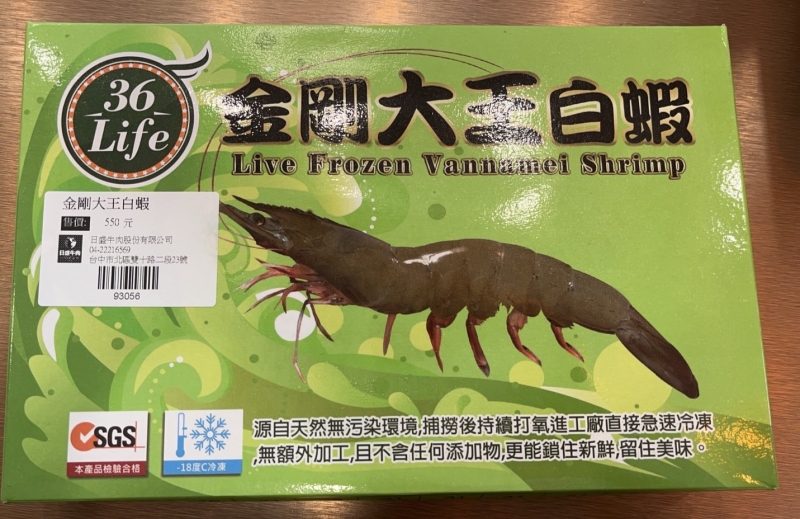 36
Life
金剛大王白蝦
Live Frozen Vannamei Shrimp
金剛大王白蝦
售價: 550 元
日盛牛肉
日盛牛肉股份有限公司
04-22216569
台中市北區雙十路二段23號
93056
SGS
本產品檢驗合格
-18度C冷凍
源自天然無污染環境,捕撈後持續打氧進工廠直接急速冷凍
,無額外加工,且不含任何添加物,更能鎖住新鮮,留住美味。